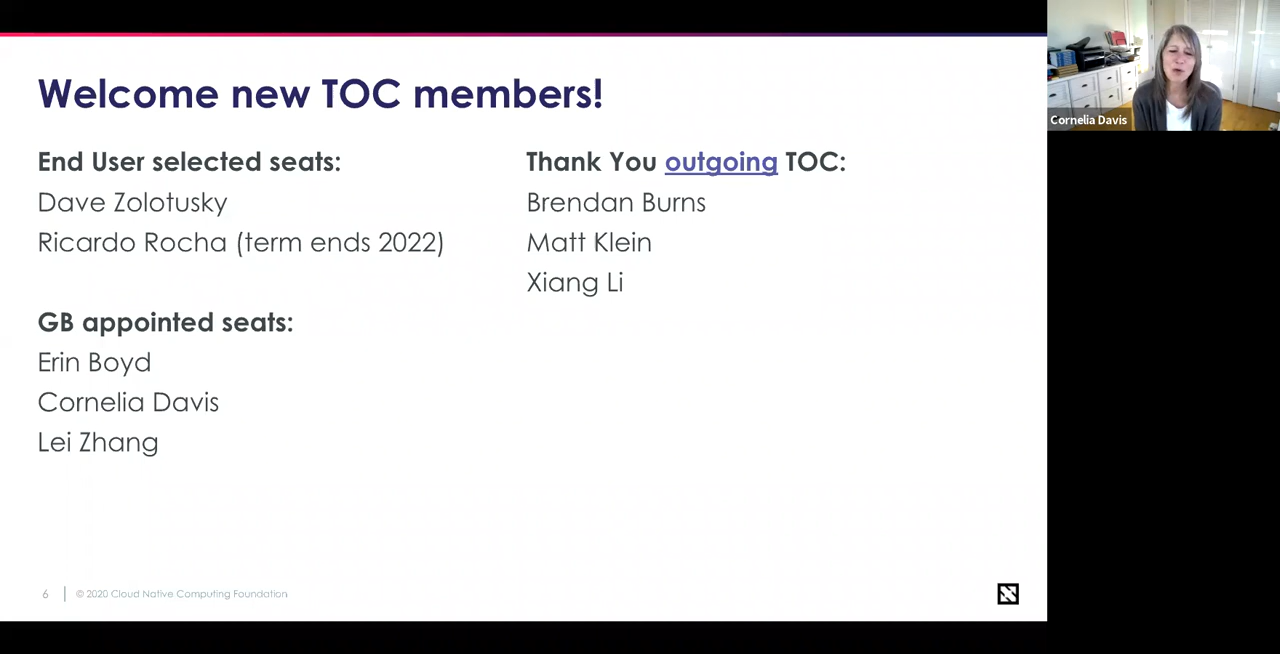 Welcome new TOC members!
End User selected seats:
Dave Zolotusky
Ricardo Rocha (term ends 2022)
GB appointed seats:
Erin Boyd
Cornelia Davis
Lei Zhang
Thank You outgoing TOC:
Brendan Burns
Matt Klein
Xiang Li
6
© 2020 Cloud Native Computing Foundation
Cornelia Davis